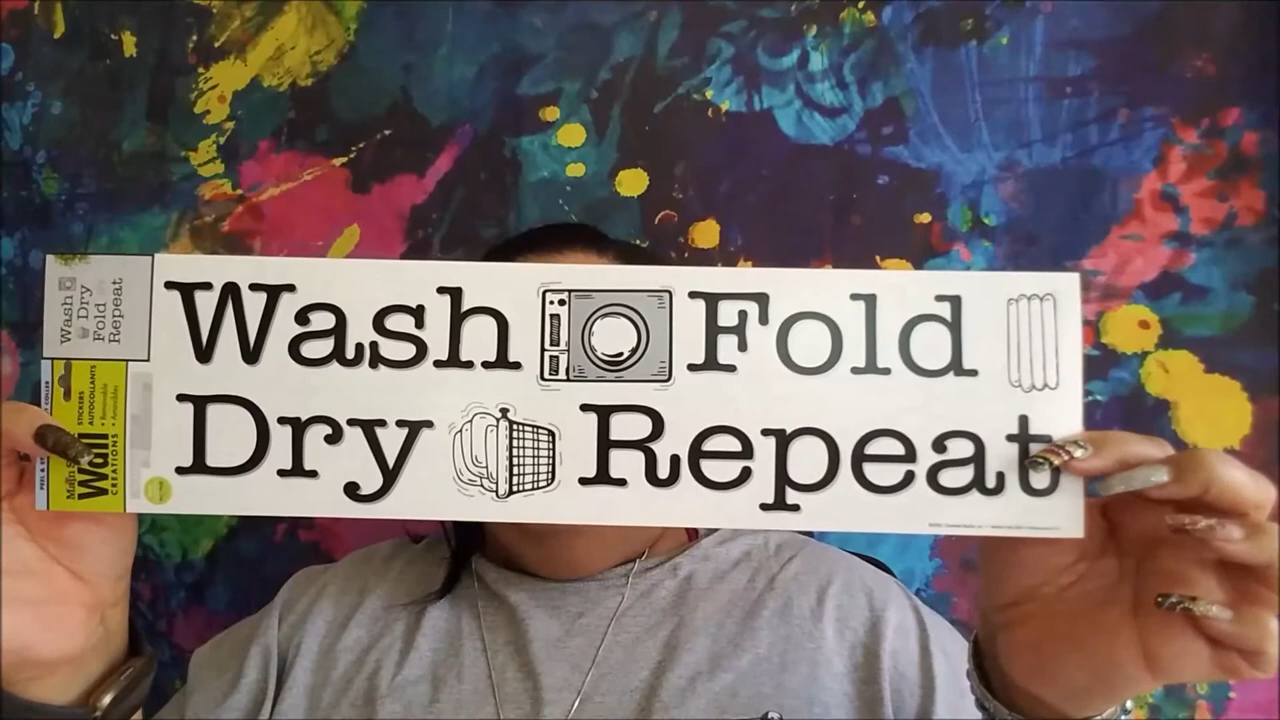 Wash Fold
Dry Repeat
Wash
Dry
Fold
Repeat
STICKERS
AUTOCOLLANTS
Wall
CREATIONS